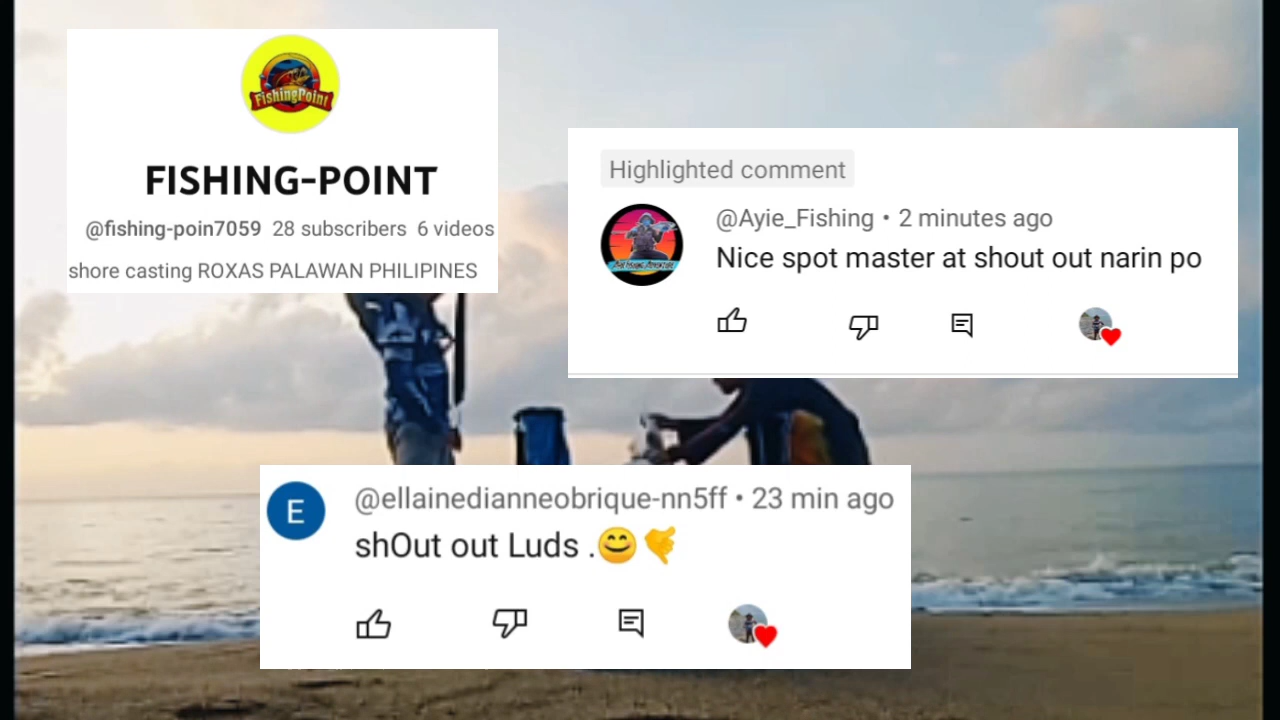 FishingPoint
FISHING-POINT
@fishing-poin7059 28 subscribers 6 videos
shore casting ROXAS PALAWAN PHILIPINES
Highlighted comment
@Ayie_Fishing • 2 minutes ago
Nice spot master at shout out narin po
E
@ellainedianneobrique-nn5ff • 23 min ago
shOut out Luds .😊🤙